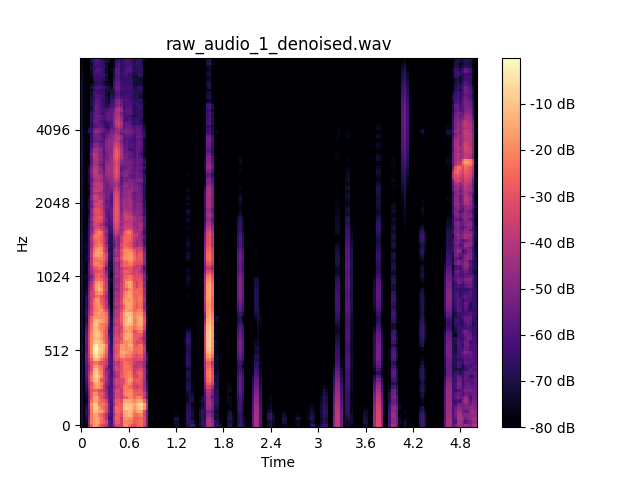 raw_audio_1_denoised.wav
Hz
4096
2048
1024
512
0
0 0.6 1.2 1.8 2.4 3 3.6 4.2 4.8
Time
-10 dB
-20 dB
-30 dB
-40 dB
-50 dB
-60 dB
-70 dB
-80 dB